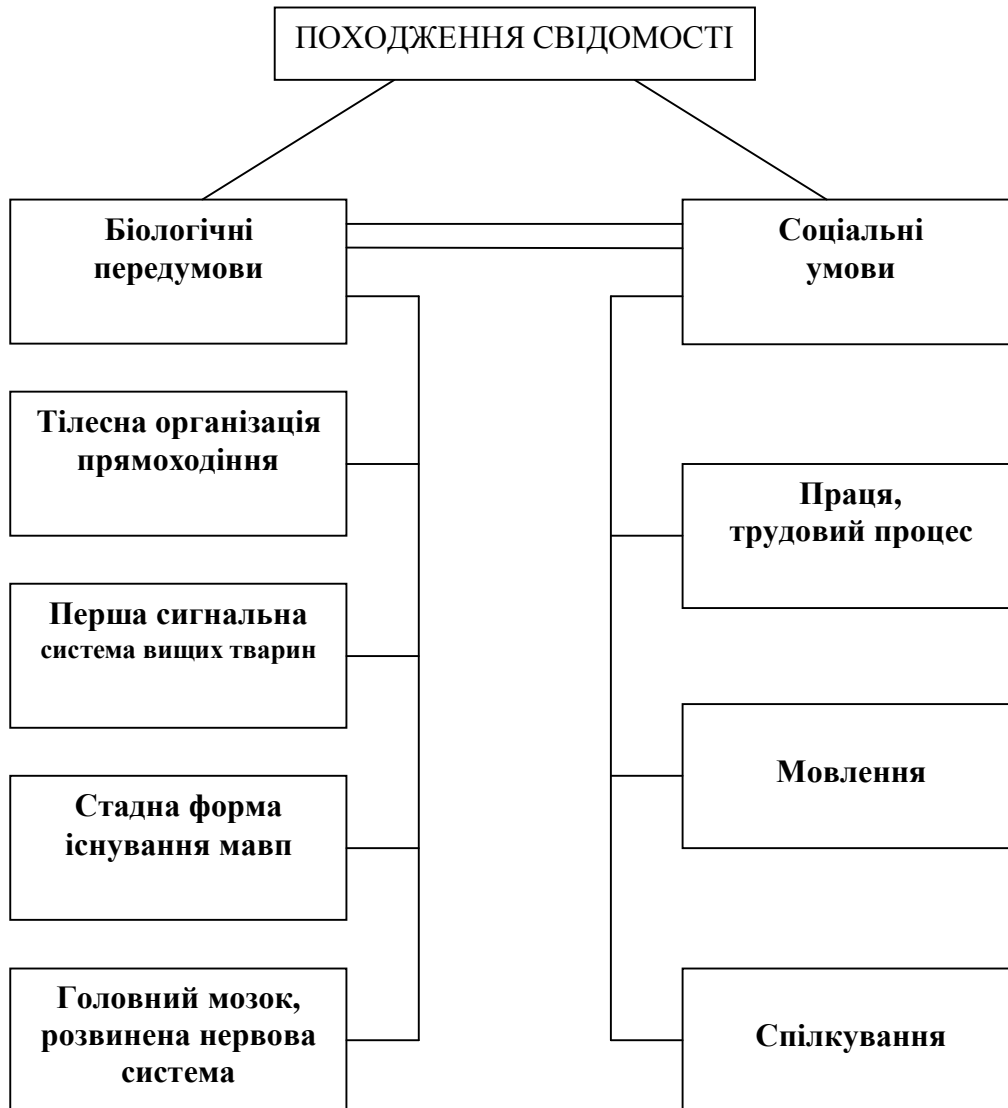 ПОХОДЖЕННЯ СВІДОМОСТІ
Біологічні
передумови
Соціальні
умови
Тілесна організація
прямоходіння
Праця,
трудовий процес
Перша сигнальна
система вищих тварин
Мовлення
Стадна форма
існування мавп
Головний мозок,
розвинена нервова
система
Спілкування